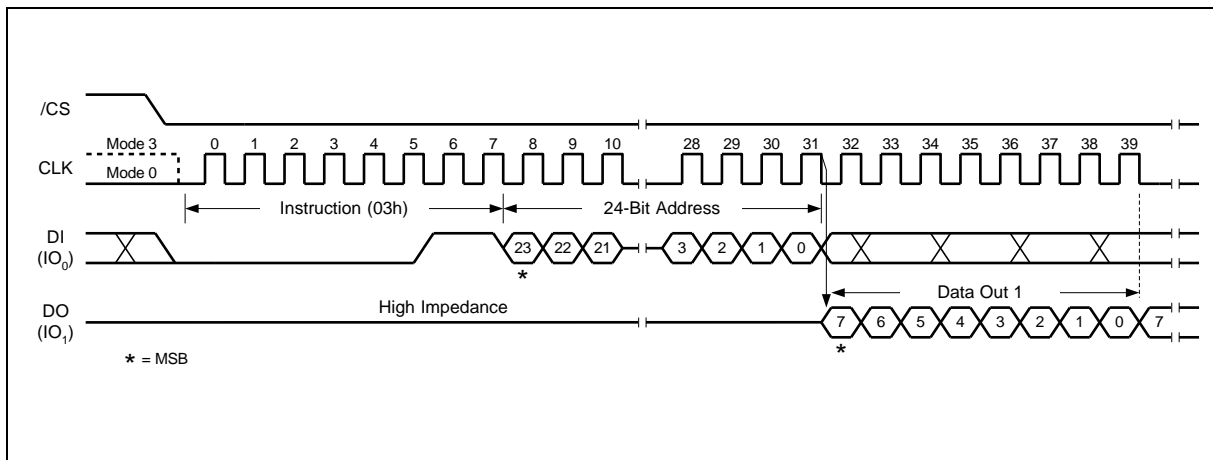 /CS
Mode 3
0 1 2 3 4 5 6 7 8 9 10 28 29 30 31 32 33 34 35 36 37 38 39
CLK
Mode 0
Instruction (03h) 24-Bit Address
DI
(IO0)
23 22 21 3 2 1 0
*
High Impedance
Data Out 1
DO
(IO1)
7 6 5 4 3 2 1 0 7
*
* = MSB